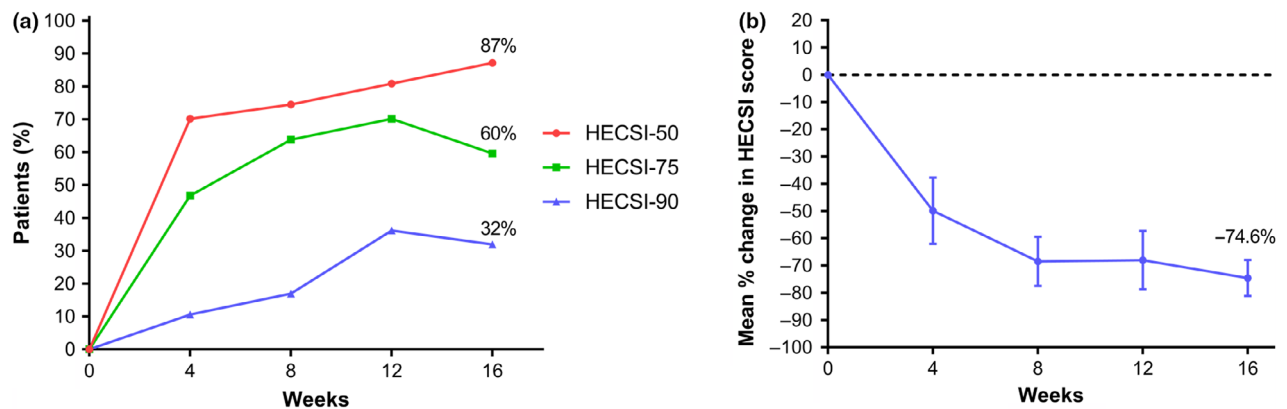 (a)
Patients (%)
100
90
80
70
60
50
40
30
20
10
0
87%
60%
32%
0 4 8 12 16
Weeks
HECSI-50
HECSI-75
HECSI-90
(b)
Mean % change in HECSI score
20
10
0
–10
–20
–30
–40
–50
–60
–70
–80
–90
–100
–74.6%
0 4 8 12 16
Weeks